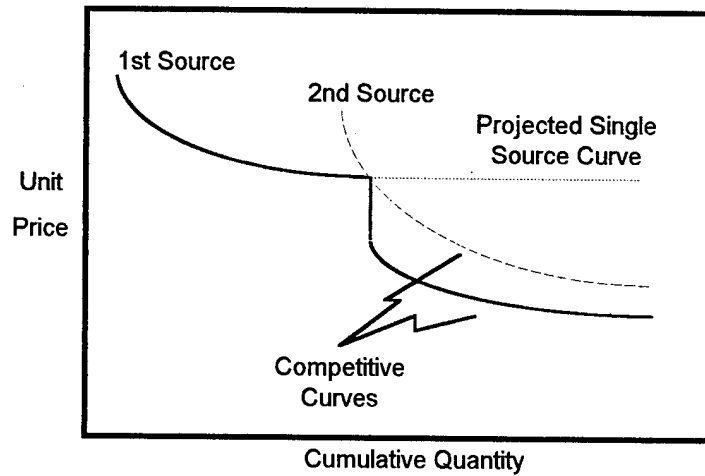 1st Source
2nd Source
Projected Single
Source Curve
Unit
Price
Competitive
Curves
Cumulative Quantity